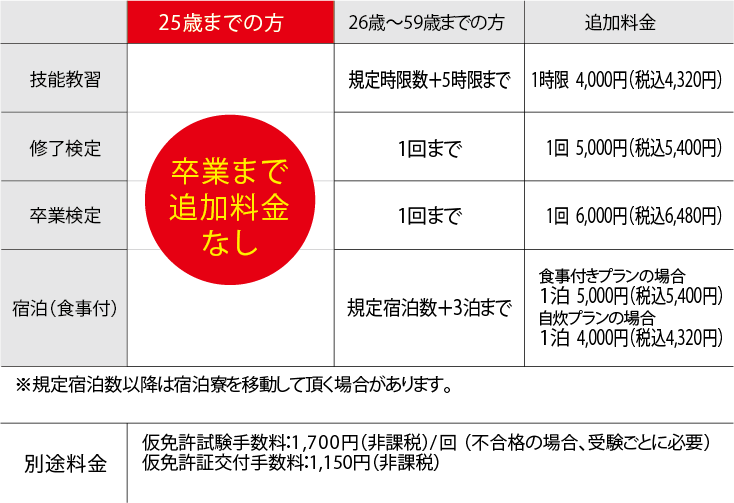 25歳までの方 26歳～59歳までの方 追加料金
技能教習 規定時限数+5時限まで 1時限 4,000円（税込4,320円）
修了検定 1回まで 1回 5,000円（税込5,400円）
卒業まで
追加料金
なし
卒業検定 1回まで 1回 6,000円（税込6,480円）
宿泊（食事付） 規定宿泊数+3泊まで
食事付きプランの場合
1泊 5,000円（税込5,400円）
自炊プランの場合
1泊 4,000円（税込4,320円）
※規定宿泊数以降は宿泊寮を移動して頂く場合があります。
別途料金
仮免許試験手数料：1,700円（非課税）/回（不合格の場合、受験ごとに必要）
仮免許証交付手数料：1,150円（非課税）